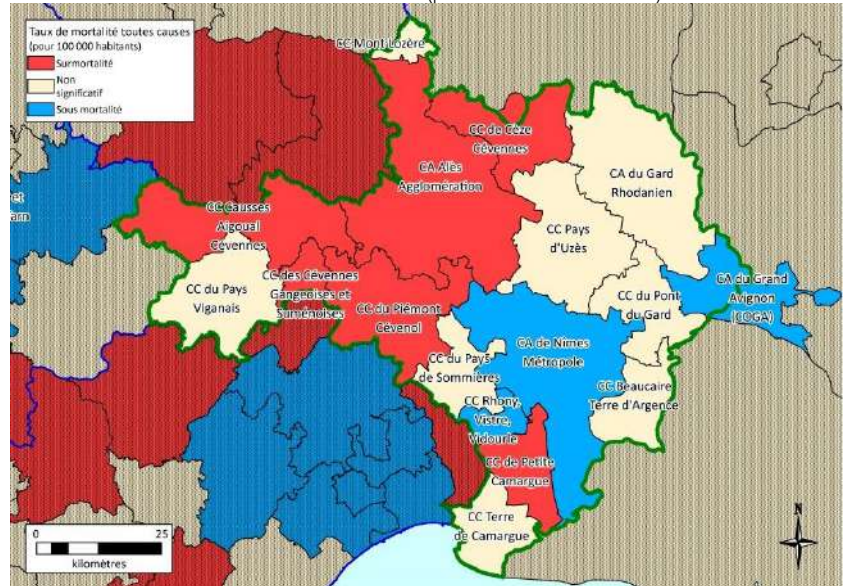 Taux de mortalité toutes causes
(pour 100 000 habitants)
Surmortalité
Non
significatif
Sous mortalité
CC Mont Lozère
CC de Cèze
Cévennes
CA Alès
Agglomération
CA du Gard
Rhodanien
CC Causses
Aigoual
Cévennes
CC Pays
d'Uzès
CC du Pays
Viganais
CC des Cévennes
Gangeoises et
Suménoises
CA du Grand
Avignon
(COGA)
CC du Piémont
Cévenol
CC du Pont
du Gard
CA de Nîmes
Métropole
CC du Pays
de Sommières
CC Beaucaire
Terre d'Argence
CC Rhony,
Vistre,
Vidourle
CC de Petite
Camargue
CC Terre
de Camargue
0 25
kilomètres
N